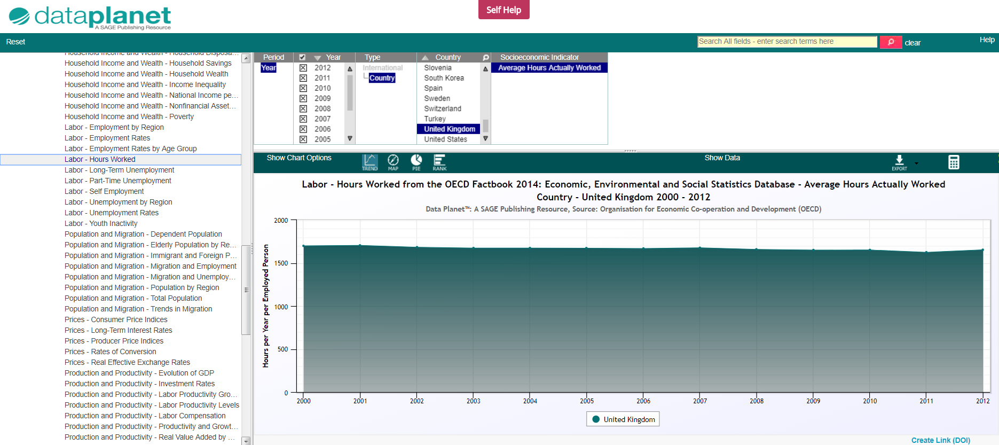 dataplanet
A SAGE Publishing Resource
Self Help
Reset
Search All fields - enter search terms here
clear
Help
Household Income and Wealth - Household Disposa...
Household Income and Wealth - Household Savings
Household Income and Wealth - Household Wealth
Household Income and Wealth - Income Inequality
Household Income and Wealth - National Income pe...
Household Income and Wealth - Nonfinancial Asset...
Household Income and Wealth - Poverty
Labor - Employment by Region
Labor - Employment Rates
Labor - Employment Rates by Age Group
Labor - Hours Worked
Labor - Long-Term Unemployment
Labor - Part-Time Unemployment
Labor - Self Employment
Labor - Unemployment by Region
Labor - Unemployment Rates
Labor - Youth Inactivity
Population and Migration - Dependent Population
Population and Migration - Elderly Population by Re...
Population and Migration - Immigrant and Foreign P...
Population and Migration - Migration and Employment
Population and Migration - Migration and Unemploy...
Population and Migration - Population by Region
Population and Migration - Total Population
Population and Migration - Trends in Migration
Prices - Consumer Price Indices
Prices - Long-Term Interest Rates
Prices - Producer Price Indices
Prices - Rates of Conversion
Prices - Real Effective Exchange Rates
Production and Productivity - Evolution of GDP
Production and Productivity - Investment Rates
Production and Productivity - Labor Productivity Gro...
Production and Productivity - Labor Productivity Levels
Production and Productivity - Labor Compensation
Production and Productivity - Productivity and Growt...
Production and Productivity - Real Value Added by ...
Period
Year
Year
2012
2011
2010
2009
2008
2007
2006
2005
Type
International
Country
Country
Slovenia
South Korea
Spain
Sweden
Switzerland
Turkey
United Kingdom
United States
Socioeconomic Indicator
Average Hours Actually Worked
Show Chart Options
TREND
MAP
PIE
RANK
Show Data
EXPORT
Labor - Hours Worked from the OECD Factbook 2014: Economic, Environmental and Social Statistics Database - Average Hours Actually Worked
Country - United Kingdom 2000 - 2012
Data Planet™: A SAGE Publishing Resource, Source: Organisation for Economic Co-operation and Development (OECD)
Hours per Year per Employed Person
2000
1500
1000
500
0
2000 2001 2002 2003 2004 2005 2006 2007 2008 2009 2010 2011 2012
United Kingdom
Create Link (DOI)